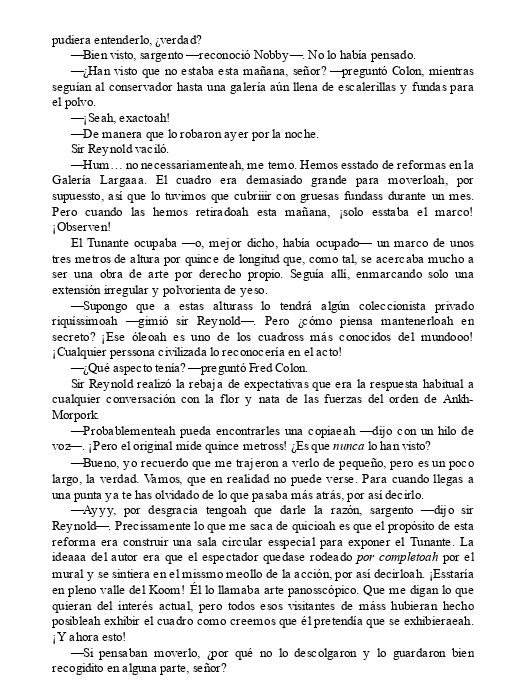 pudiera entenderlo, ¿verdad?
—Bien visto, sargento —reconoció Nobby—. No lo había pensado.
—¿Han visto que no estaba esta mañana, señor? —preguntó Colon, mientras
seguían al conservador hasta una galería aún llena de escalerillas y fundas para
el polvo.
—¡Seah, exactoah!
—De manera que lo robaron ayer por la noche.
Sir Reynold vaciló.
—Hum… no necessariamenteah, me temo. Hemos esstado de reformas en la
Galería Largaaa. El cuadro era demasiado grande para moverloah, por
supuessto, así que lo tuvimos que cubriiir con gruesas fundass durante un mes.
Pero cuando las hemos retiradoah esta mañana, ¡solo esstaba el marco!
¡Observen!
El Tunante ocupaba —o, mejor dicho, había ocupado— un marco de unos
tres metros de altura por quince de longitud que, como tal, se acercaba mucho a
ser una obra de arte por derecho propio. Seguía allí, enmarcando solo una
extensión irregular y polvorienta de yeso.
—Supongo que a estas alturass lo tendrá algún coleccionista privado
riquíssimoah —gimió sir Reynold—. Pero ¿cómo piensa mantenerloah en
secreto? ¡Ese óleoah es uno de los cuadross más conocidos del mundooo!
¡Cualquier perssona civilizada lo reconocería en el acto!
—¿Qué aspecto tenía? —preguntó Fred Colon.
Sir Reynold realizó la rebaja de expectativas que era la respuesta habitual a
cualquier conversación con la flor y nata de las fuerzas del orden de Ankh-
Morpork.
—Probablementeah pueda encontrarles una copiaeah —dijo con un hilo de
voz—. ¡Pero el original mide quince metross! ¿Es que nunca lo han visto?
—Bueno, yo recuerdo que me trajeron a verlo de pequeño, pero es un poco
largo, la verdad. Vamos, que en realidad no puede verse. Para cuando llegas a
una punta ya te has olvidado de lo que pasaba más atrás, por así decirlo.
—Ayyy, por desgracia tengoah que darle la razón, sargento —dijo sir
Reynold—. Precissamente lo que me saca de quicioah es que el propósito de esta
reforma era construir una sala circular esspecial para exponer el Tunante. La
ideaaa del autor era que el espectador quedase rodeado por completoah por el
mural y se sintiera en el missmo meollo de la acción, por así decirloah. ¡Esstaría
en pleno valle del Koom! Él lo llamaba arte panosscópico. Que me digan lo que
quieran del interés actual, pero todos esos visitantes de máss hubieran hecho
posibleah exhibir el cuadro como creemos que él pretendía que se exhibieraeah.
¡Y ahora esto!
—Si pensaban moverlo, ¿por qué no lo descolgaron y lo guardaron bien
recogidito en alguna parte, señor?